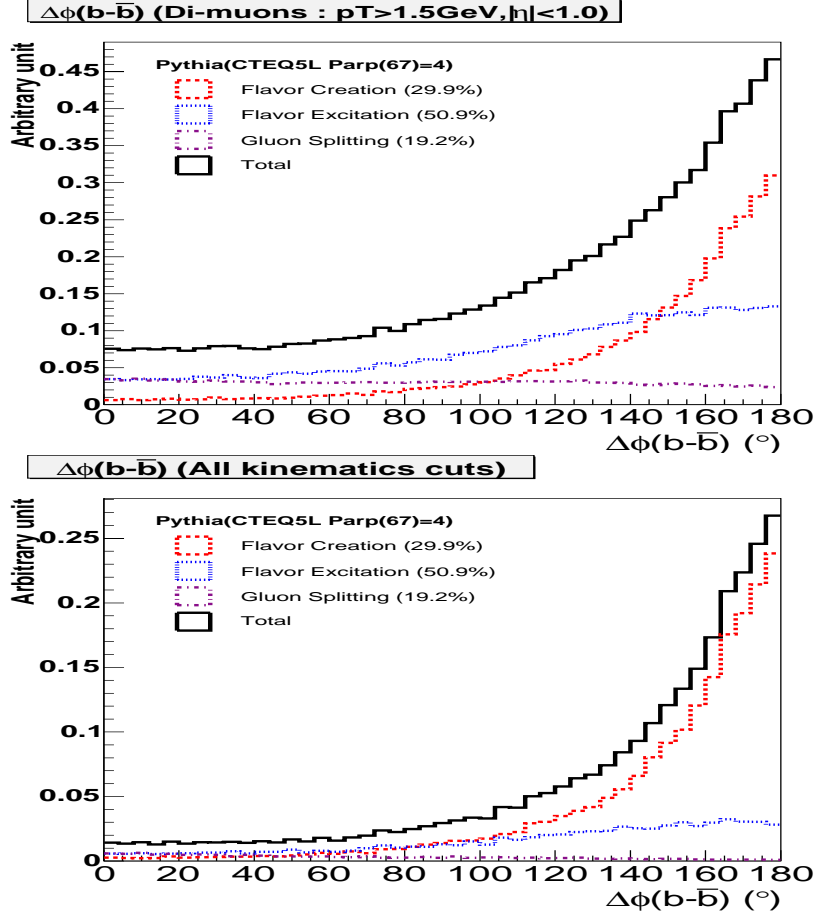 Δϕ(b-b̅) (Di-muons : pT>1.5GeV,|η|<1.0)
Arbitrary unit
Pythia(CTEQ5L Parp(67)=4)
Flavor Creation (29.9%)
Flavor Excitation (50.9%)
Gluon Splitting (19.2%)
Total
0.45
0.4
0.35
0.3
0.25
0.2
0.15
0.1
0.05
0
0 20 40 60 80 100 120 140 160 180
Δϕ(b-b̅) (°)
Δϕ(b-b̅) (All kinematics cuts)
Arbitrary unit
Pythia(CTEQ5L Parp(67)=4)
Flavor Creation (29.9%)
Flavor Excitation (50.9%)
Gluon Splitting (19.2%)
Total
0.25
0.2
0.15
0.1
0.05
0
0 20 40 60 80 100 120 140 160 180
Δϕ(b-b̅) (°)